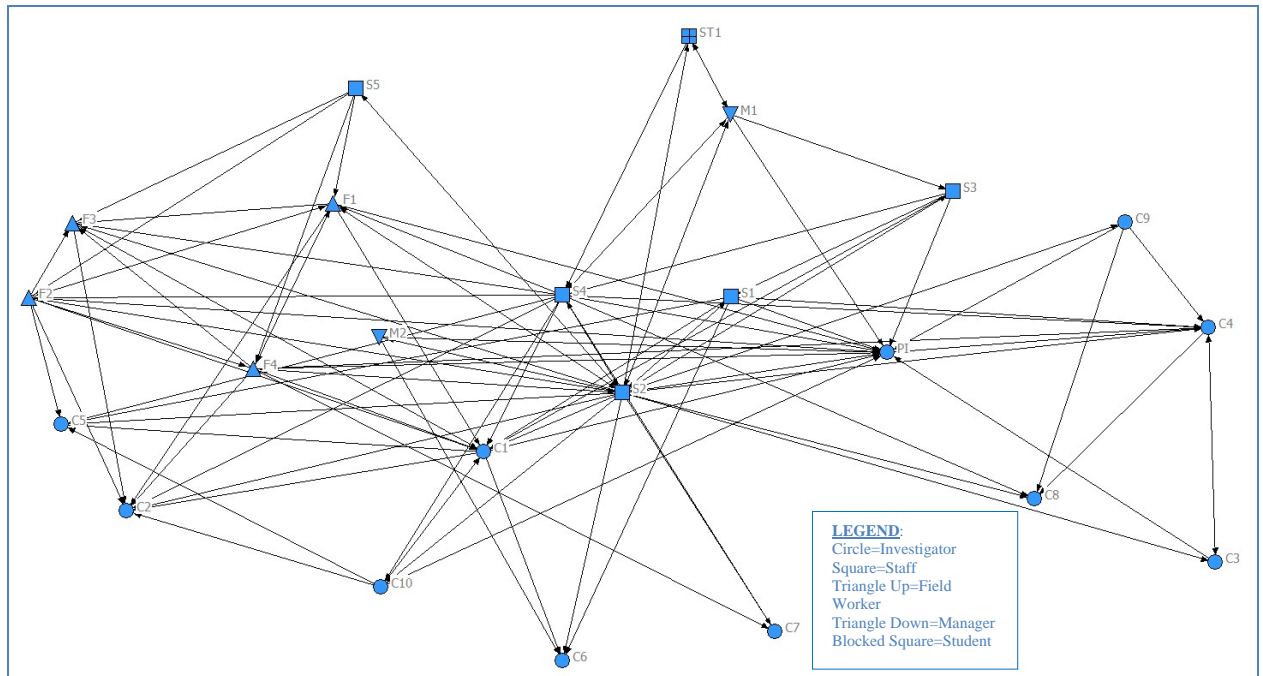 ST1
S5
M1
S3
F1
C9
F3
S4
S1
F2
C4
M2
PI
F4
S2
C5
C1
C8
C2
LEGEND:
Circle=Investigator
Square=Staff
Triangle Up=Field
Worker
Triangle Down=Manager
Blocked Square=Student
C3
C10
C7
C6